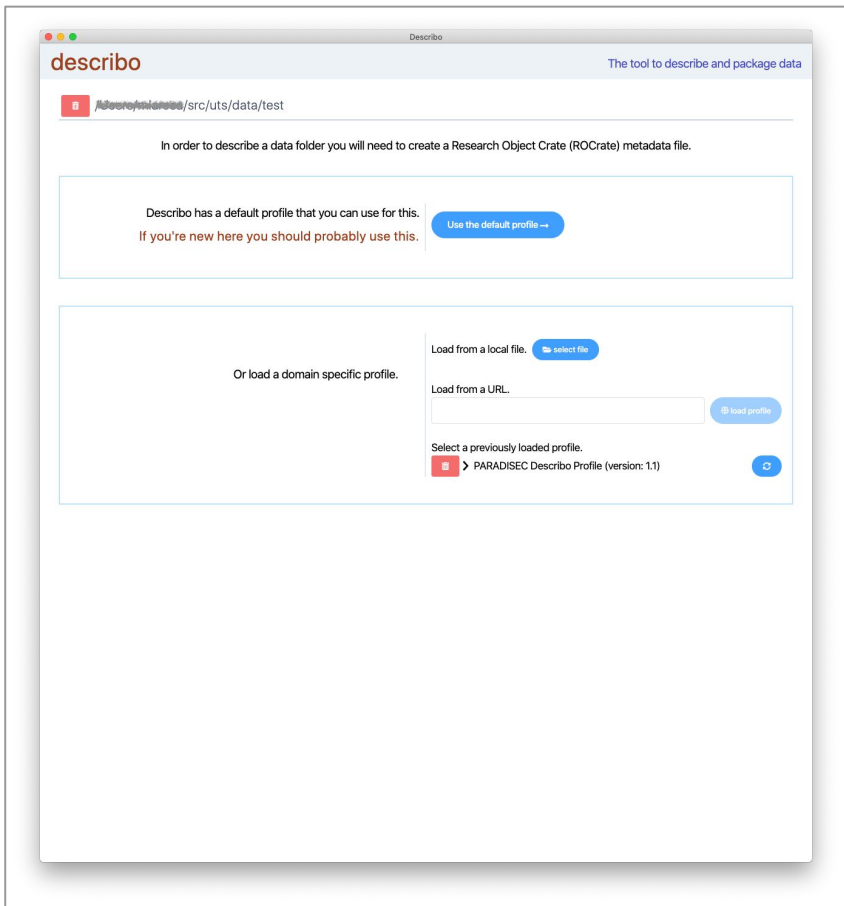 Describo
describo
The tool to describe and package data
/src/uts/data/test
In order to describe a data folder you will need to create a Research Object Crate (ROCrate) metadata file.
Describo has a default profile that you can use for this.
If you're new here you should probably use this.
Use the default profile→
Or load a domain specific profile.
Load from a local file.
select file
Load from a URL.
load profile
Select a previously loaded profile.
PARADISEC Describo Profile (version: 1.1)